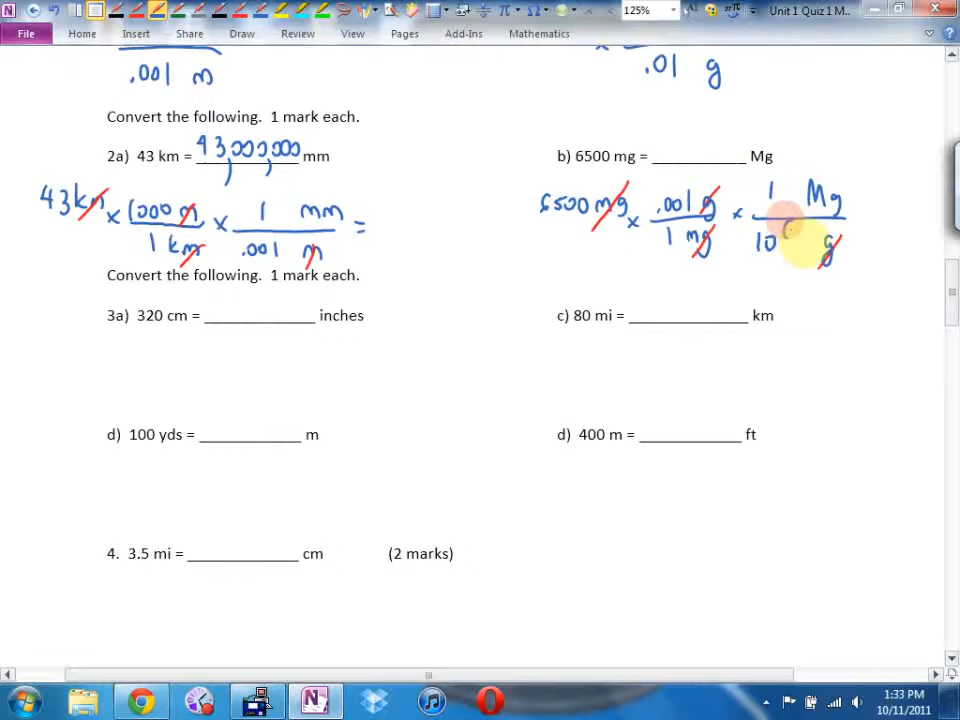 125%
Unit 1 Quiz 1 M..
File Home Insert Share Draw Review View Pages Add-Ins Mathematics
.001 m
.01 g
Convert the following. 1 mark each.
2a) 43 km = 43,000,000 mm
b) 6500 mg = __________ Mg
43 km × 1000 m / 1 km × 1 mm / .001 m =
6500 mg × .001 g / 1 mg × 1 Mg / 10 g
Convert the following. 1 mark each.
3a) 320 cm = ____________ inches
c) 80 mi = _____________ km
d) 100 yds = ___________ m
d) 400 m = ___________ ft
4. 3.5 mi = ____________ cm (2 marks)
1:33 PM
10/11/2011